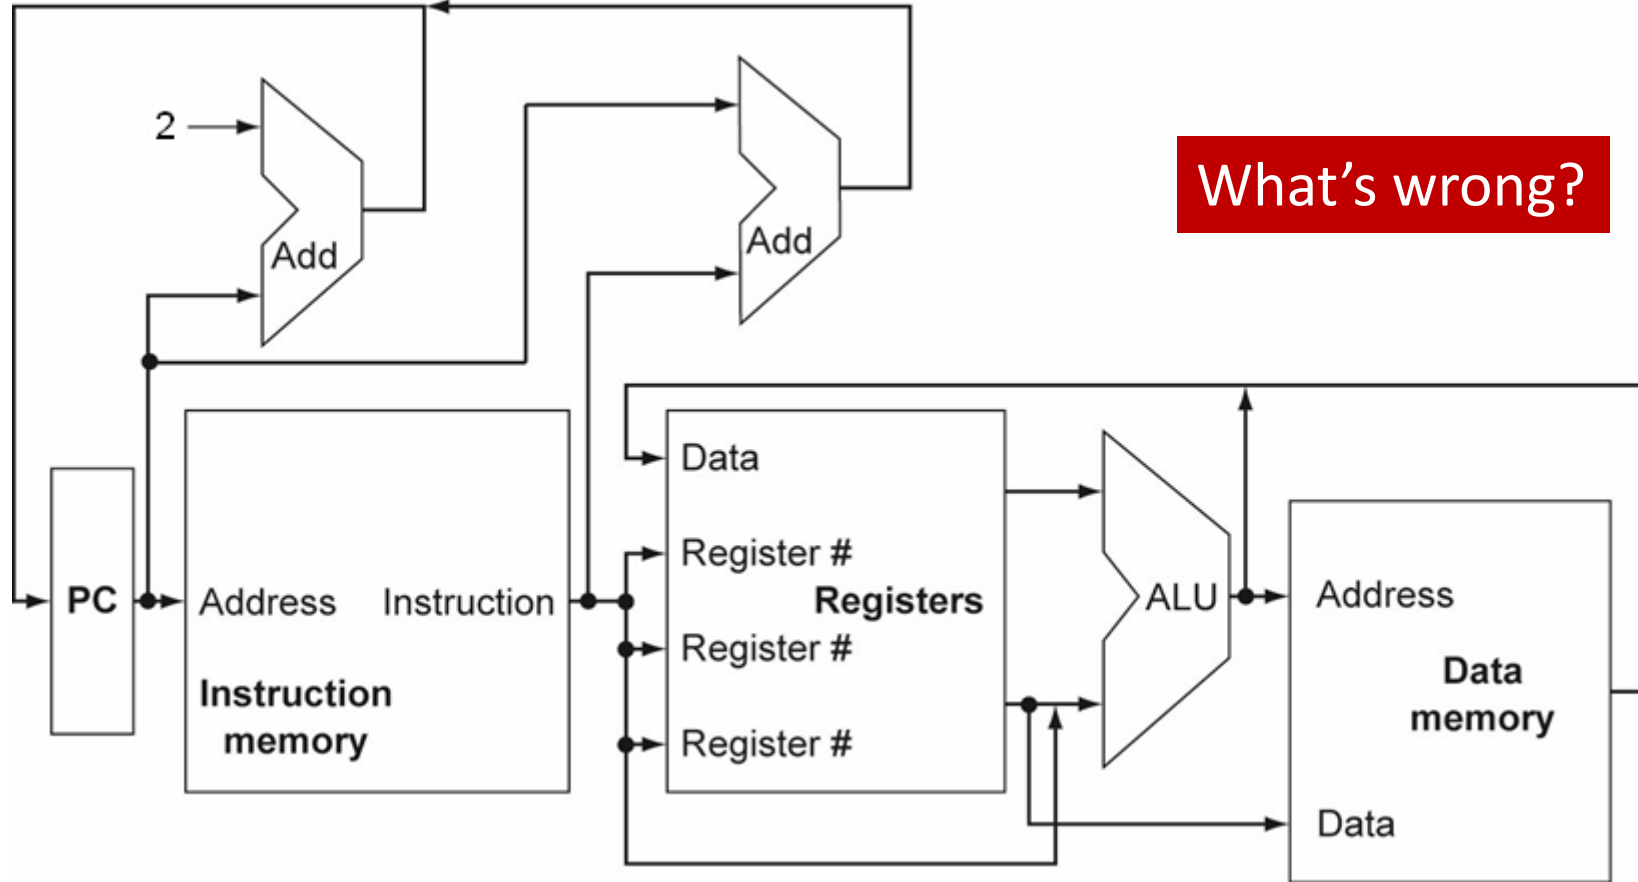 What's wrong?
2
Add
Add
PC
Address
Instruction
Instruction
memory
Data
Register #
Registers
Register #
Register #
ALU
Address
Data
memory
Data